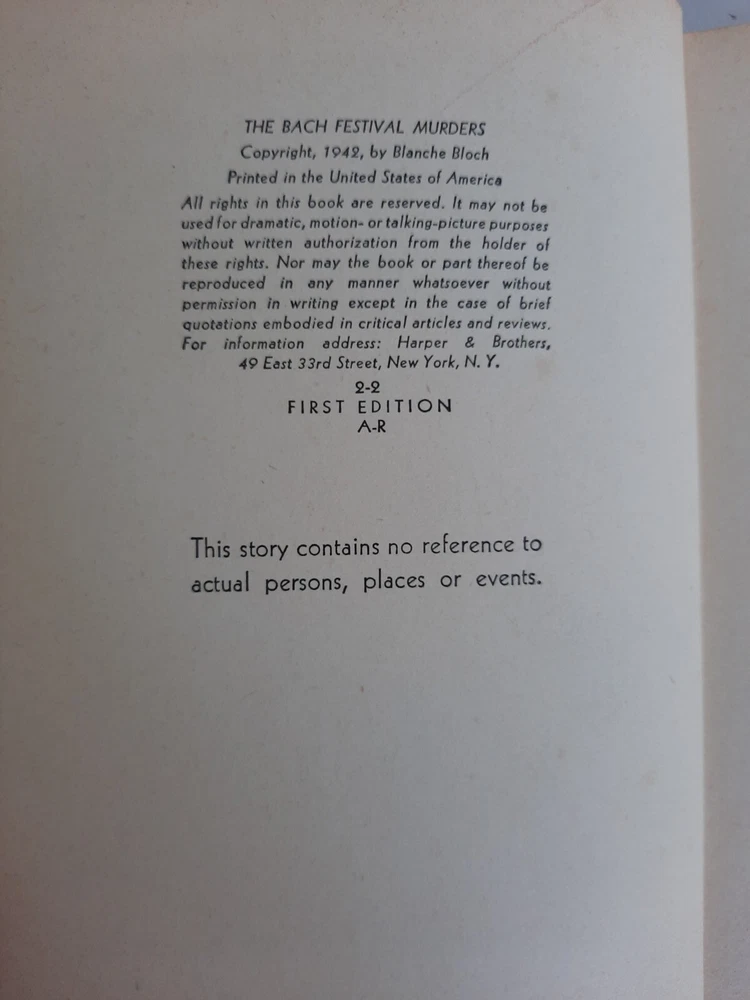 THE BACH FESTIVAL MURDERS
Copyright, 1942, by Blanche Bloch
Printed in the United States of America
All rights in this book are reserved. It may not be
used for dramatic, motion- or talking-picture purposes
without written authorization from the holder of
these rights. Nor may the book or part thereof be
reproduced in any manner whatsoever without
permission in writing except in the case of brief
quotations embodied in critical articles and reviews.
For information address: Harper & Brothers,
49 East 33rd Street, New York, N. Y.
2-2
FIRST EDITION
A-R
This story contains no reference to
actual persons, places or events.